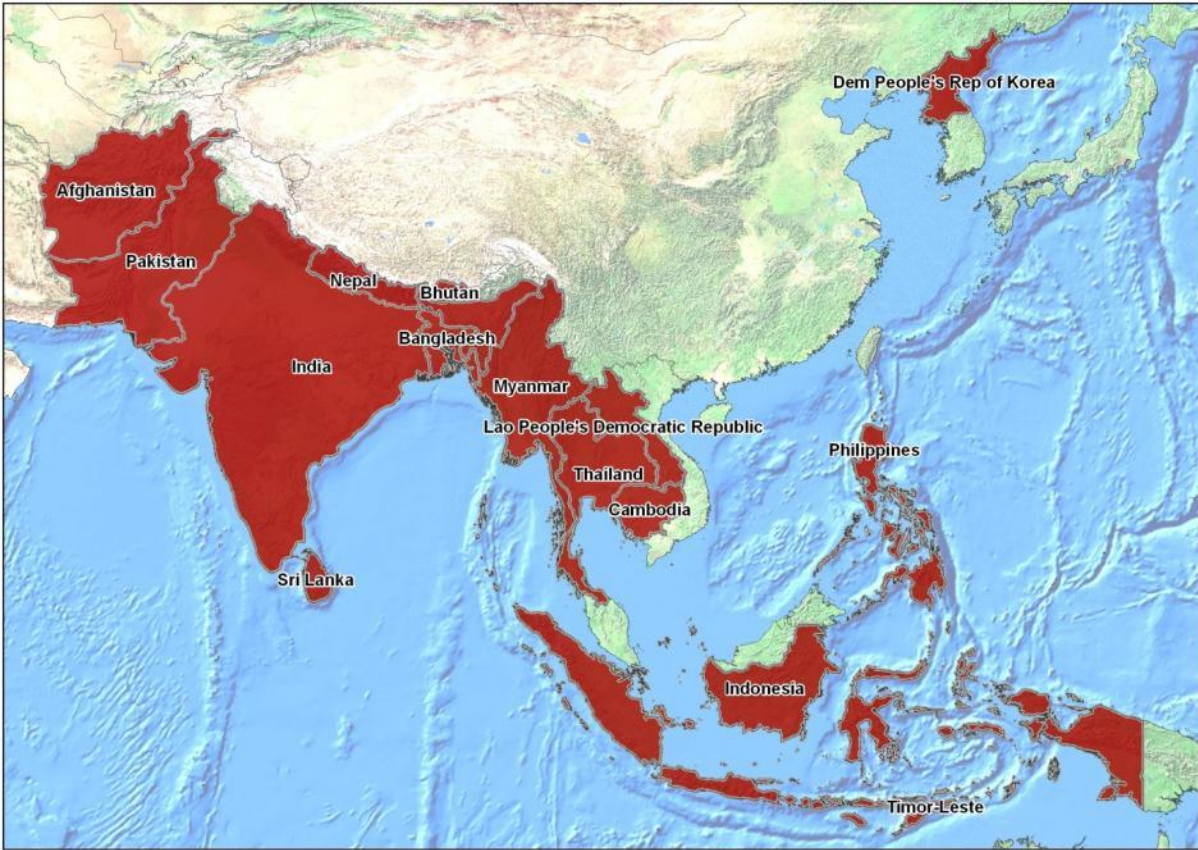 Dem People's Rep of Korea
Afghanistan
Pakistan
Nepal
Bhutan
Bangladesh
India
Myanmar
Lao People's Democratic Republic
Philippines
Thailand
Cambodia
Sri Lanka
Indonesia
Timor-Leste